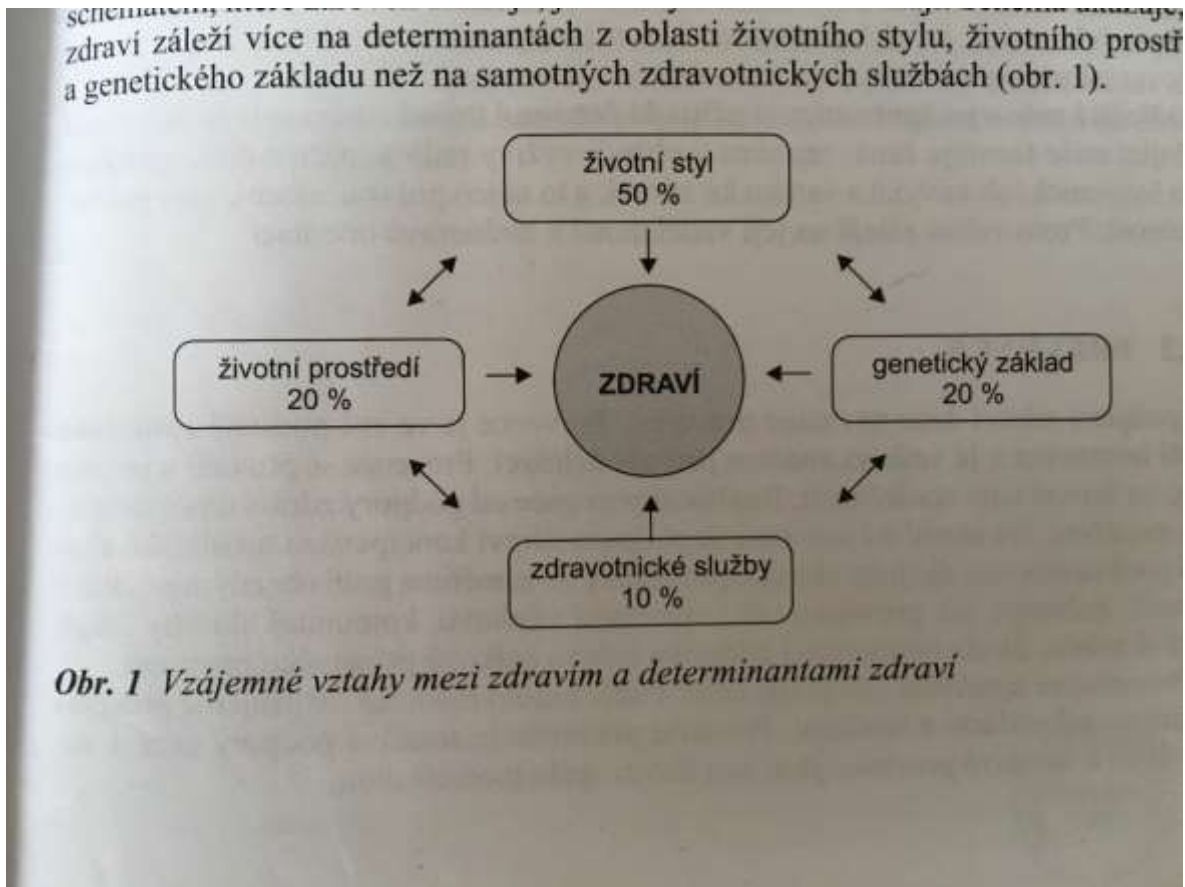 zdraví záleží více na determinantách z oblasti životního stylu, životního prostř
a genetického základu než na samotných zdravotnických službách (obr. 1).
životní styl
50 %
životní prostředí
20 %
ZDRAVÍ
genetický základ
20 %
zdravotnické služby
10 %
Obr. 1 Vzájemné vztahy mezi zdravím a determinantami zdraví